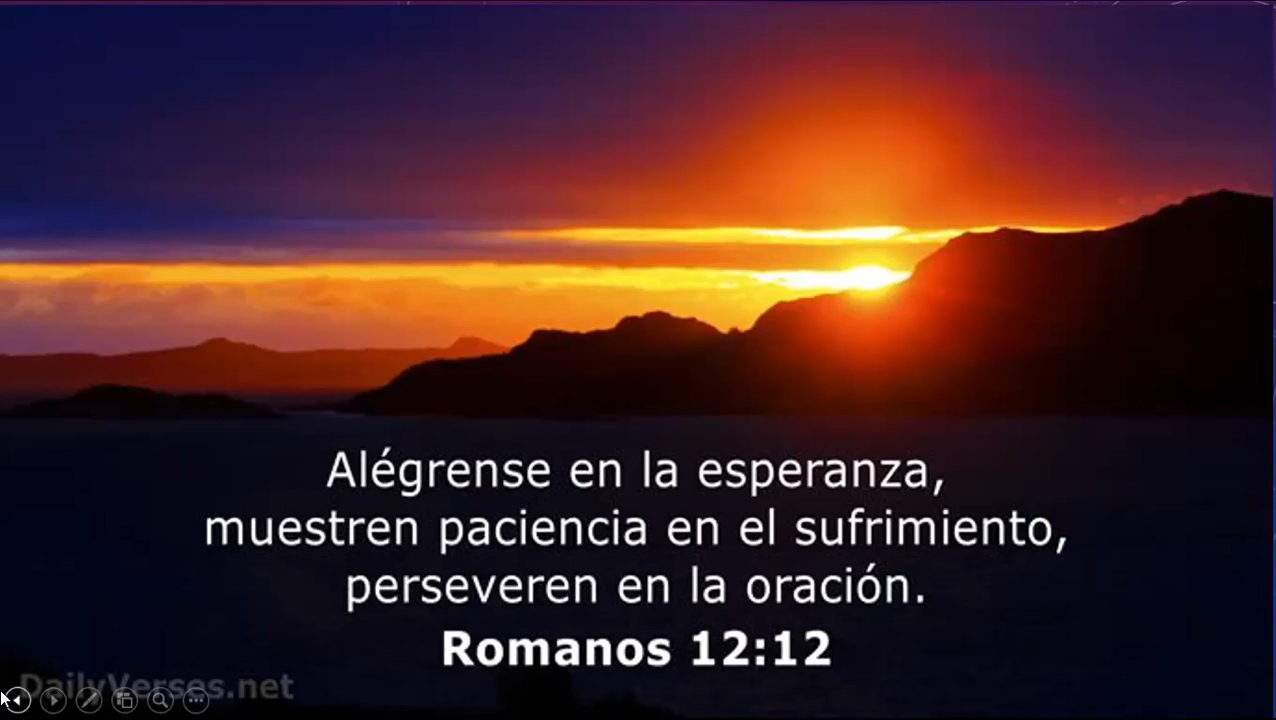 Alégrense en la esperanza,
muestren paciencia en el sufrimiento,
perseveren en la oración.
Romanos 12:12
DailyVerses.net